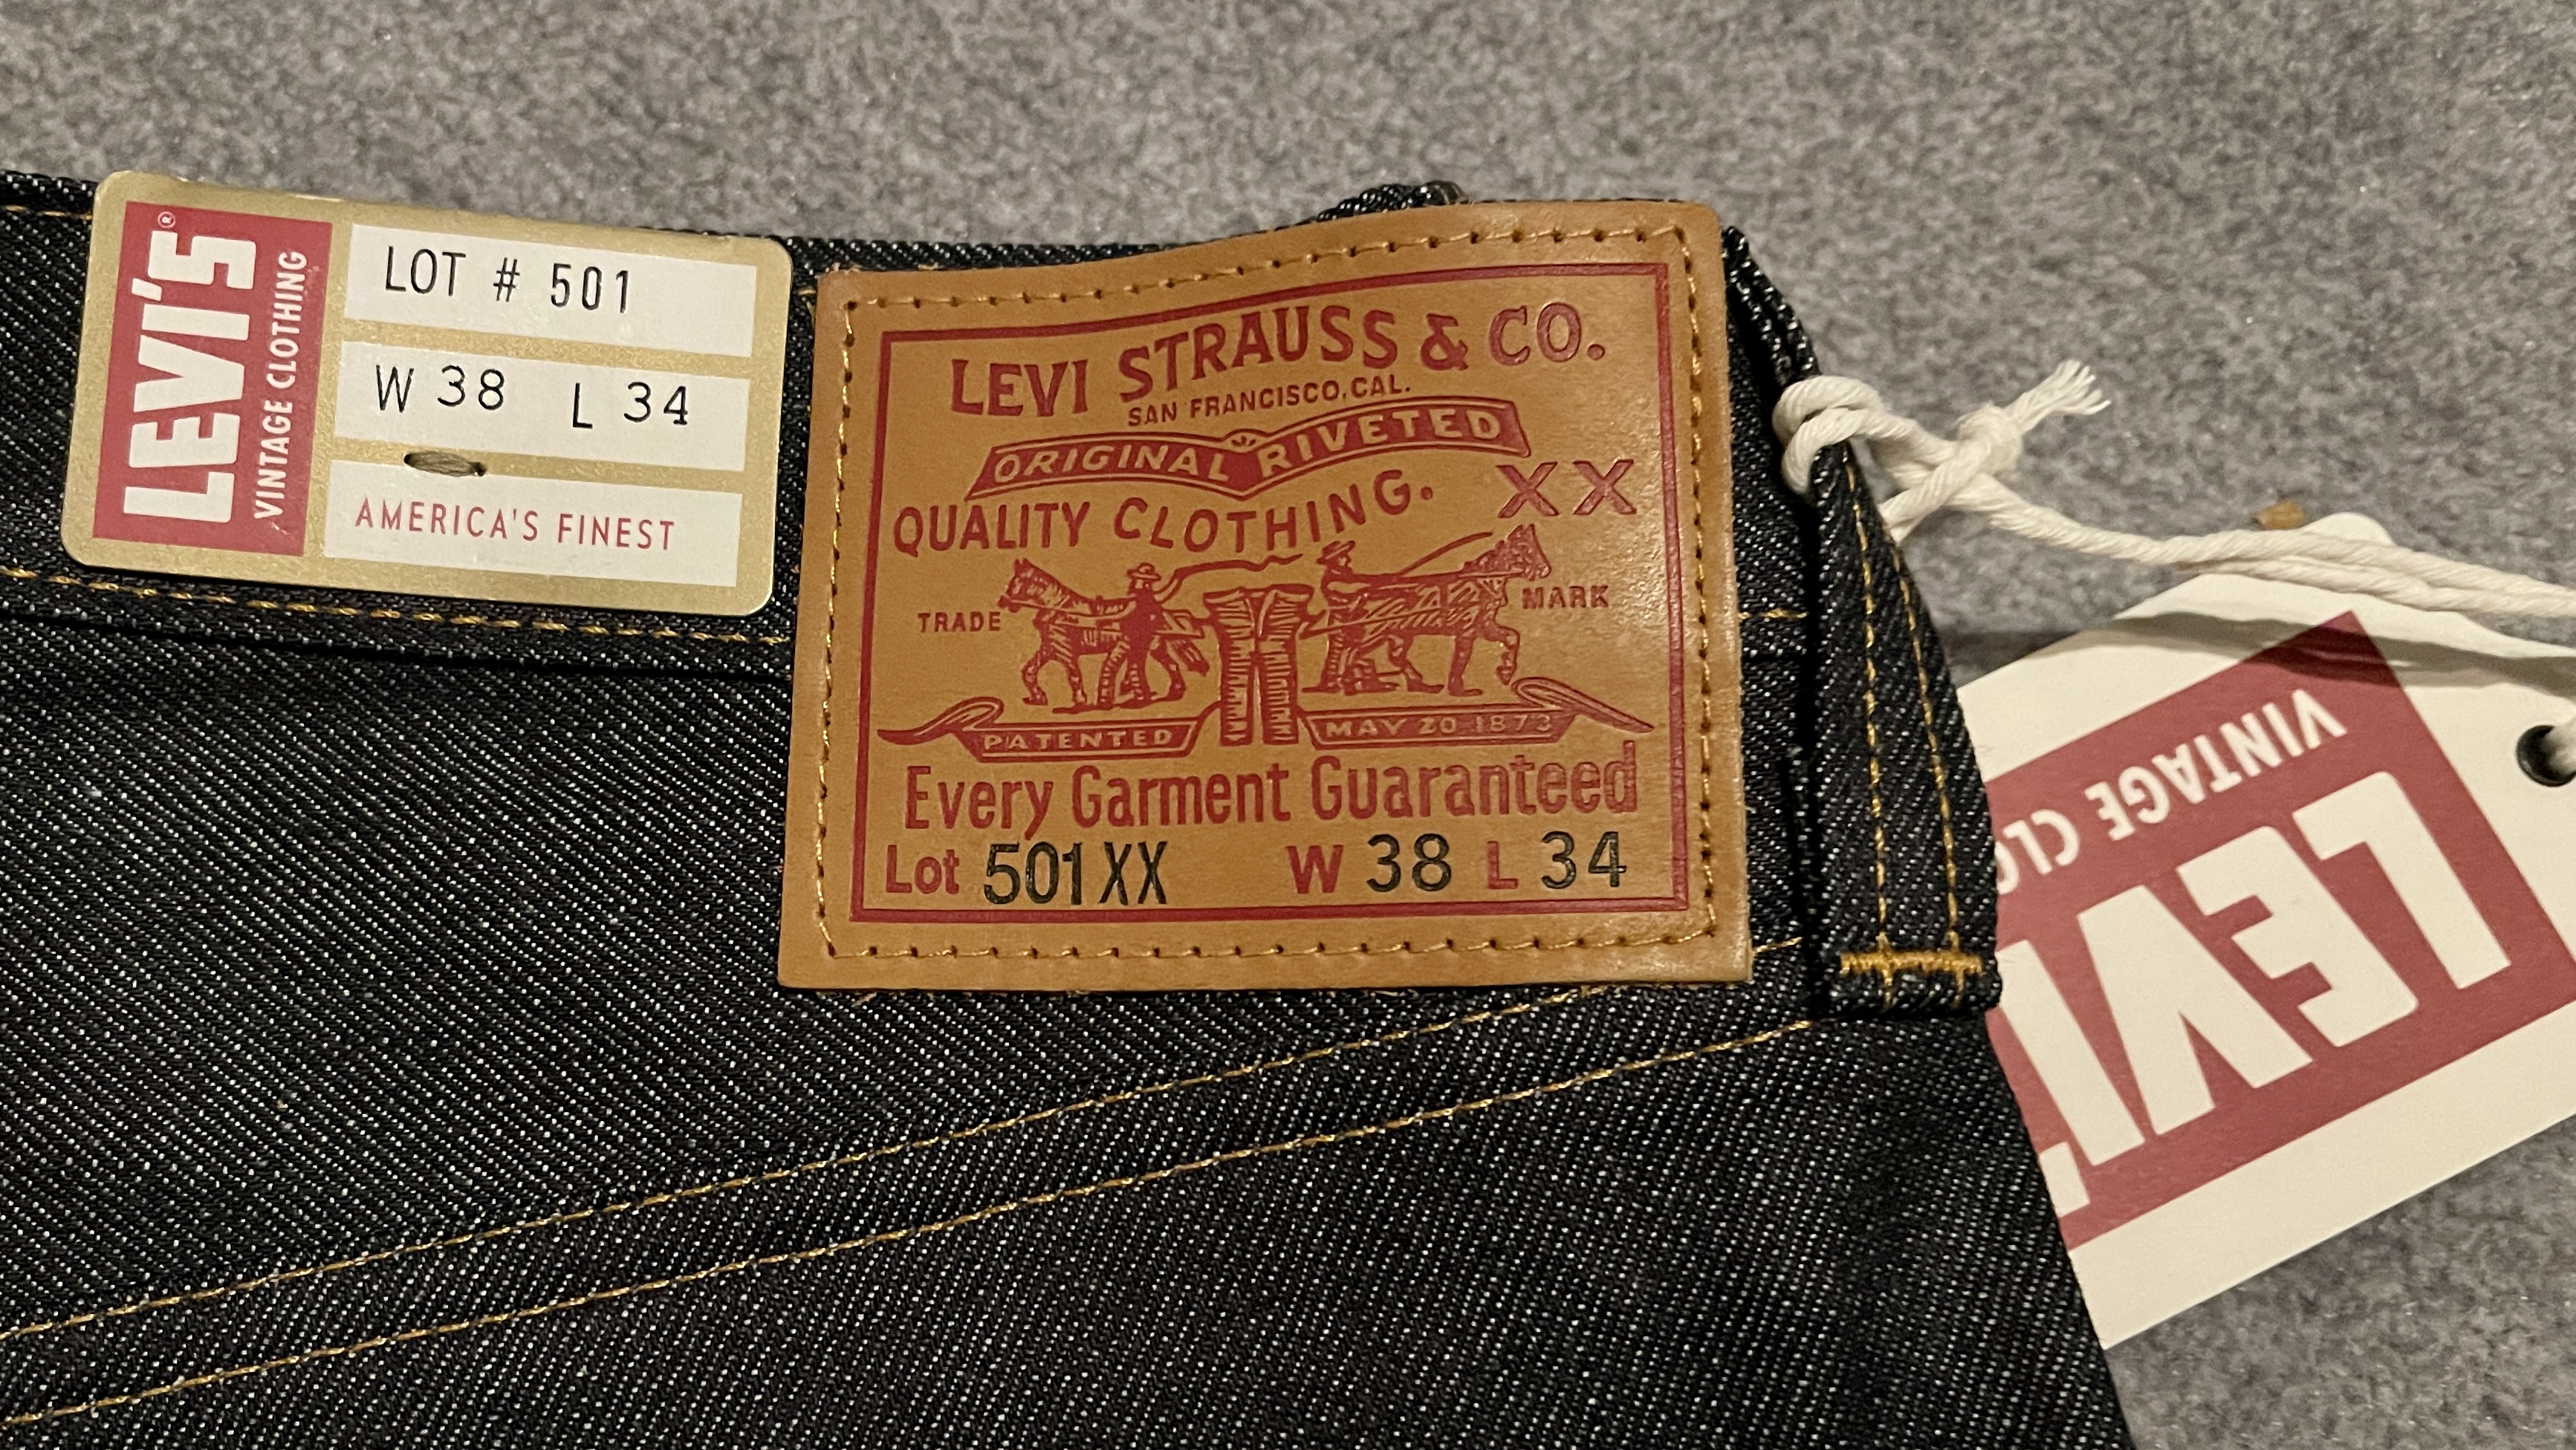 LEVI'S®
VINTAGE CLOTHING
LOT # 501
W 38 L 34
AMERICA'S FINEST
LEVI STRAUSS & CO.
SAN FRANCISCO, CAL.
ORIGINAL RIVETED
QUALITY CLOTHING. XX
TRADE MARK
PATENTED MAY 20 1873
Every Garment Guaranteed
Lot 501XX W 38 L 34
VINTAGE CLO
LEVI'